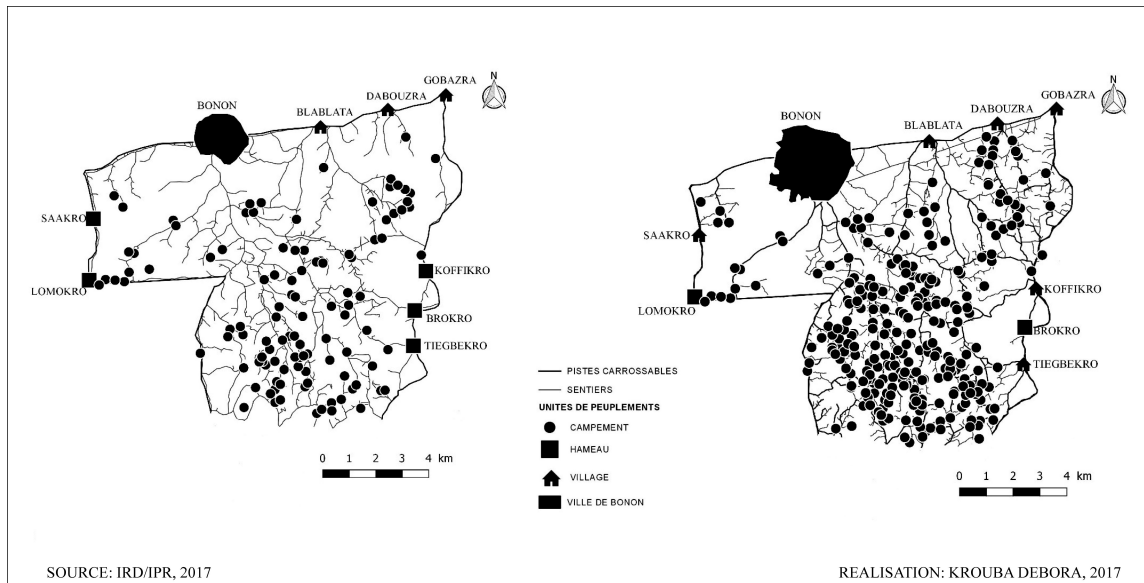 N
GOBAZRA
DABOUZRA
BLABLATA
BONON
SAAKRO
LOMOKRO
KOFFIKRO
BROKRO
TIEGBEKRO
0 1 2 3 4 km
N
GOBAZRA
DABOUZRA
BLABLATA
BONON
SAAKRO
LOMOKRO
KOFFIKRO
BROKRO
TIEGBEKRO
0 1 2 3 4 km
PISTES CARROSSABLES
SENTIERS
UNITES DE PEUPLEMENTS
CAMPEMENT
HAMEAU
VILLAGE
VILLE DE BONON
SOURCE: IRD/IPR, 2017
REALISATION: KROUBA DEBORA, 2017